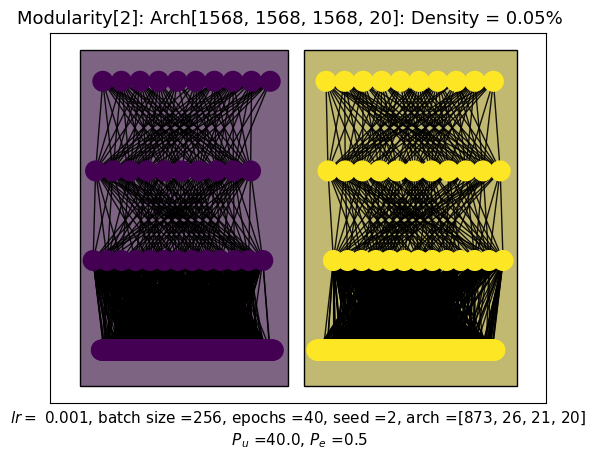 Modularity[2]: Arch[1568, 1568, 1568, 20]: Density = 0.05%
lr = 0.001, batch size =256, epochs =40, seed =2, arch =[873, 26, 21, 20]
P_u =40.0, P_e =0.5